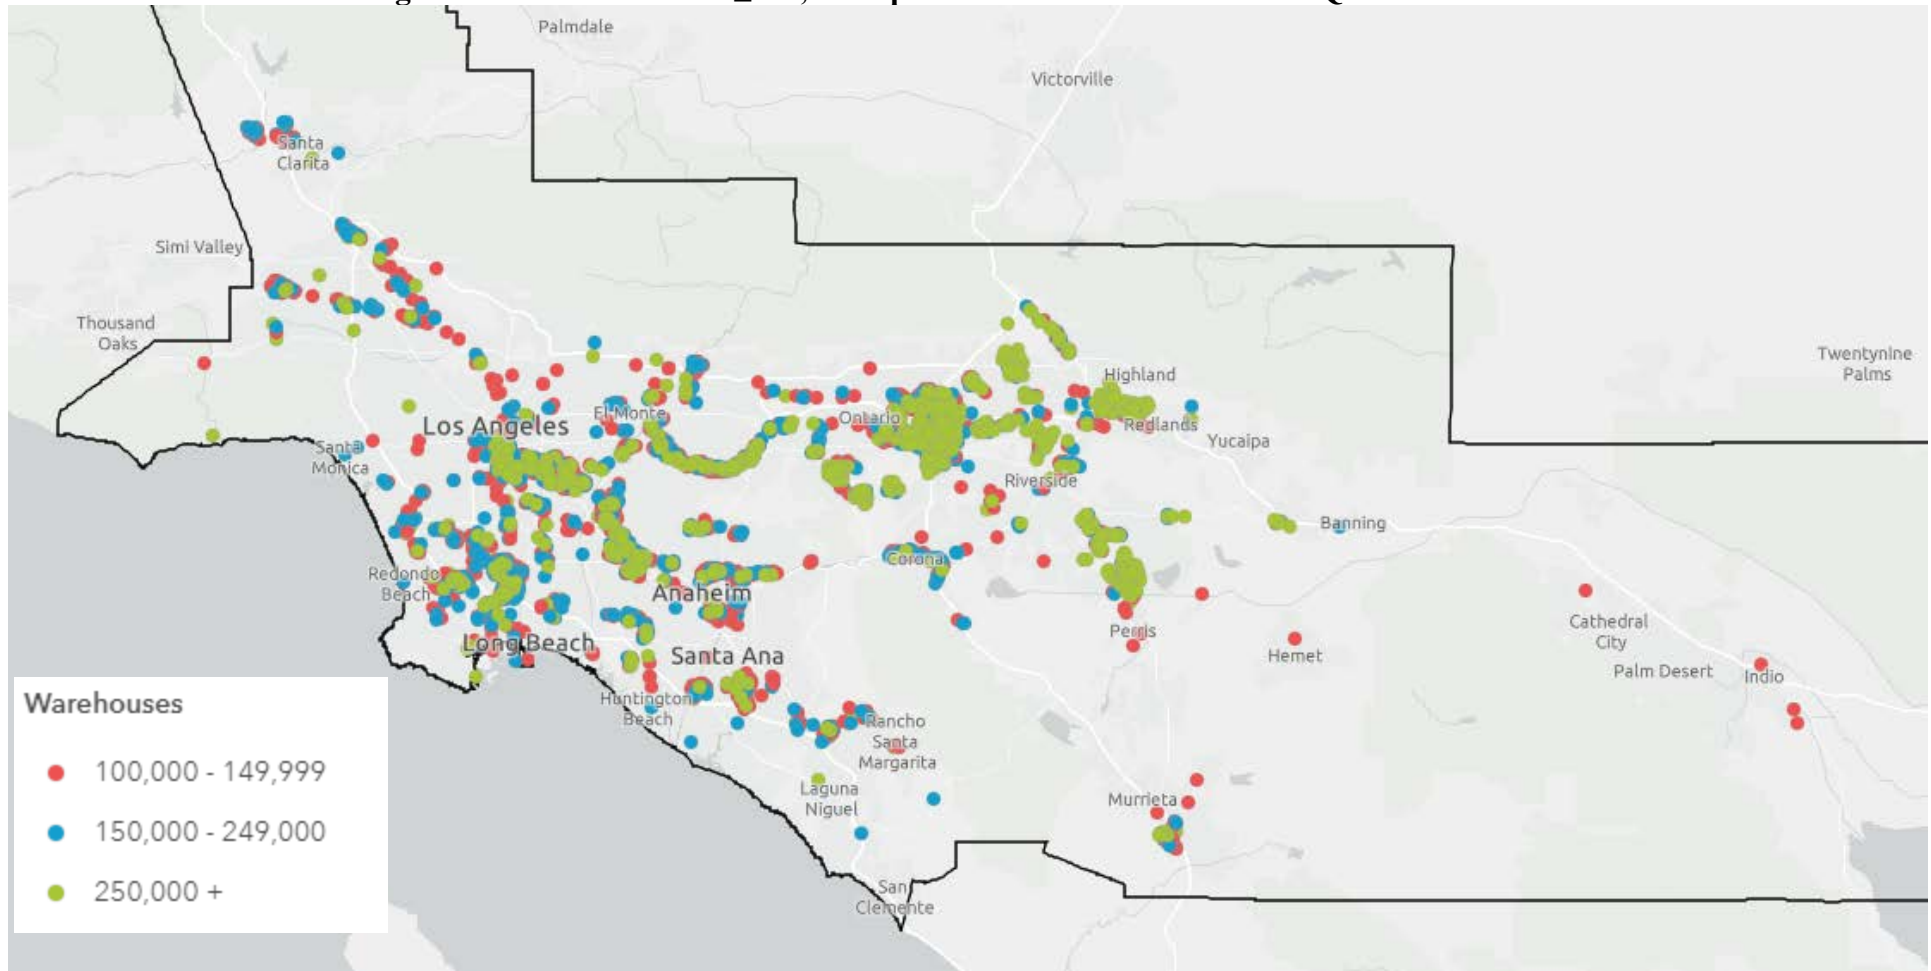 Palmdale
Victorville
Santa
Clarita
Simi Valley
Thousand
Oaks
Twentynine
Palms
Highland
El Monte
Ontario
Los Angeles
Redlands
Yucaipa
Santa
Monica
Riverside
Banning
Corona
Redondo
Beach
Anaheim
Cathedral
City
Perris
Long Beach
Santa Ana
Hemet
Palm Desert
Indio
Huntington
Beach
Rancho
Santa
Margarita
Laguna
Niguel
Murrieta
San
Clemente
Warehouses
100,000 - 149,999
150,000 - 249,000
250,000 +